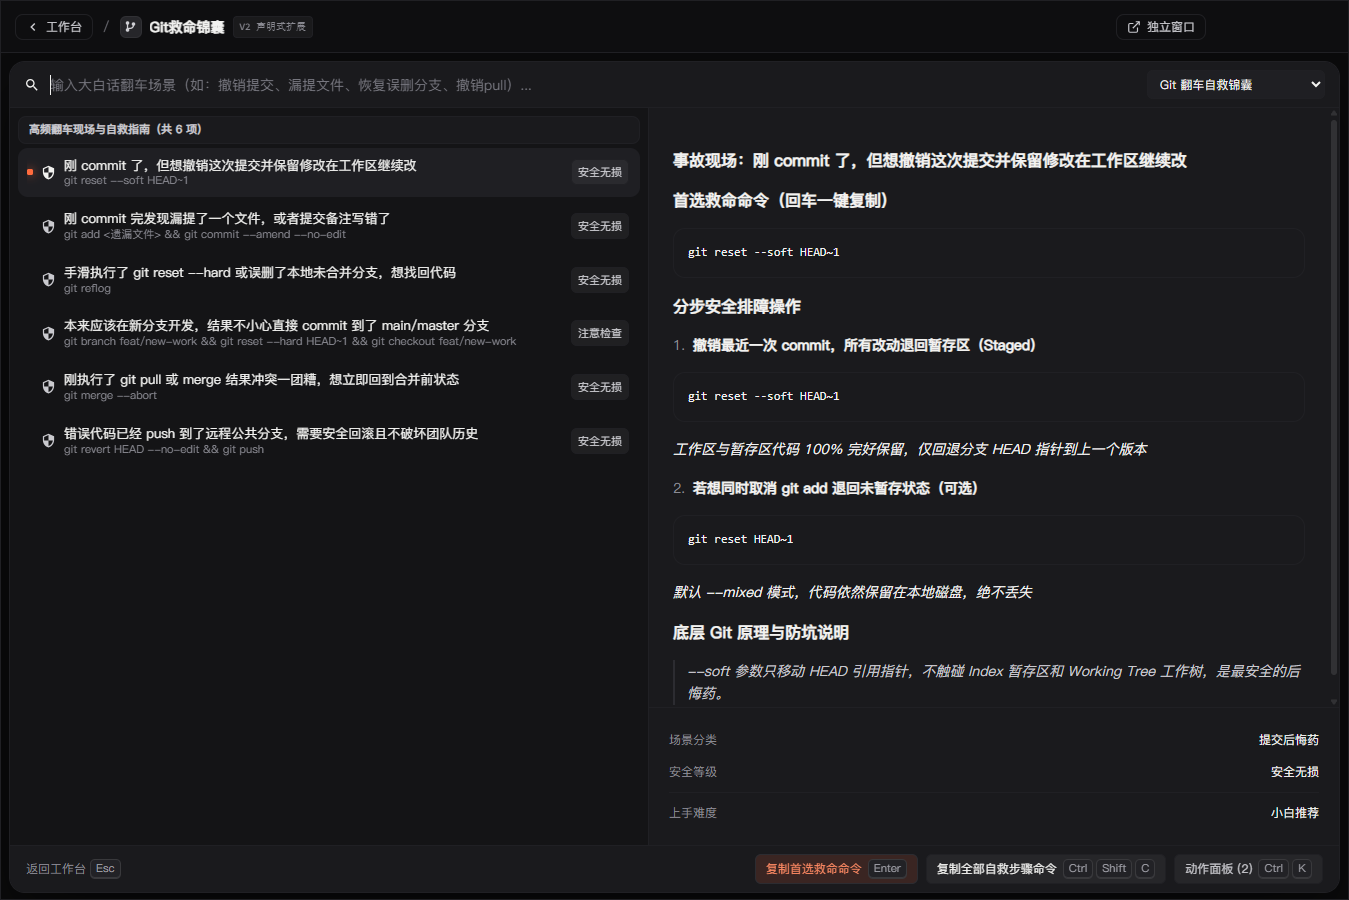 工作台
/
Git救命锦囊
V2 声明式扩展
独立窗口
输入大白话翻车场景（如：撤销提交、漏提文件、恢复误删分支、撤销pull）...
Git 翻车自救锦囊
高频翻车现场与自救指南（共 6 项）
刚 commit 了，但想撤销这次提交并保留修改在工作区继续改
git reset --soft HEAD~1
安全无损
刚 commit 完发现漏提了一个文件，或者提交备注写错了
git add <遗漏文件> && git commit --amend --no-edit
安全无损
手滑执行了 git reset --hard 或误删了本地未合并分支，想找回代码
git reflog
安全无损
本来应该在新分支开发，结果不小心直接 commit 到了 main/master 分支
git branch feat/new-work && git reset --hard HEAD~1 && git checkout feat/new-work
注意检查
刚执行了 git pull 或 merge 结果冲突一团糟，想立即回到合并前状态
git merge --abort
安全无损
错误代码已经 push 到了远程公共分支，需要安全回滚且不破坏团队历史
git revert HEAD --no-edit && git push
安全无损
事故现场：刚 commit 了，但想撤销这次提交并保留修改在工作区继续改
首选救命命令（回车一键复制）
git reset --soft HEAD~1
分步安全排障操作
1. 撤销最近一次 commit，所有改动退回暂存区（Staged）
git reset --soft HEAD~1
工作区与暂存区代码 100% 完好保留，仅回退分支 HEAD 指针到上一个版本
2. 若想同时取消 git add 退回未暂存状态（可选）
git reset HEAD~1
默认 --mixed 模式，代码依然保留在本地磁盘，绝不丢失
底层 Git 原理与防坑说明
--soft 参数只移动 HEAD 引用指针，不触碰 Index 暂存区和 Working Tree 工作树，是最安全的后
悔药。
场景分类
提交后悔药
安全等级
安全无损
上手难度
小白推荐
返回工作台 Esc
复制首选救命命令 Enter
复制全部自救步骤命令 Ctrl Shift C
动作面板 (2) Ctrl K